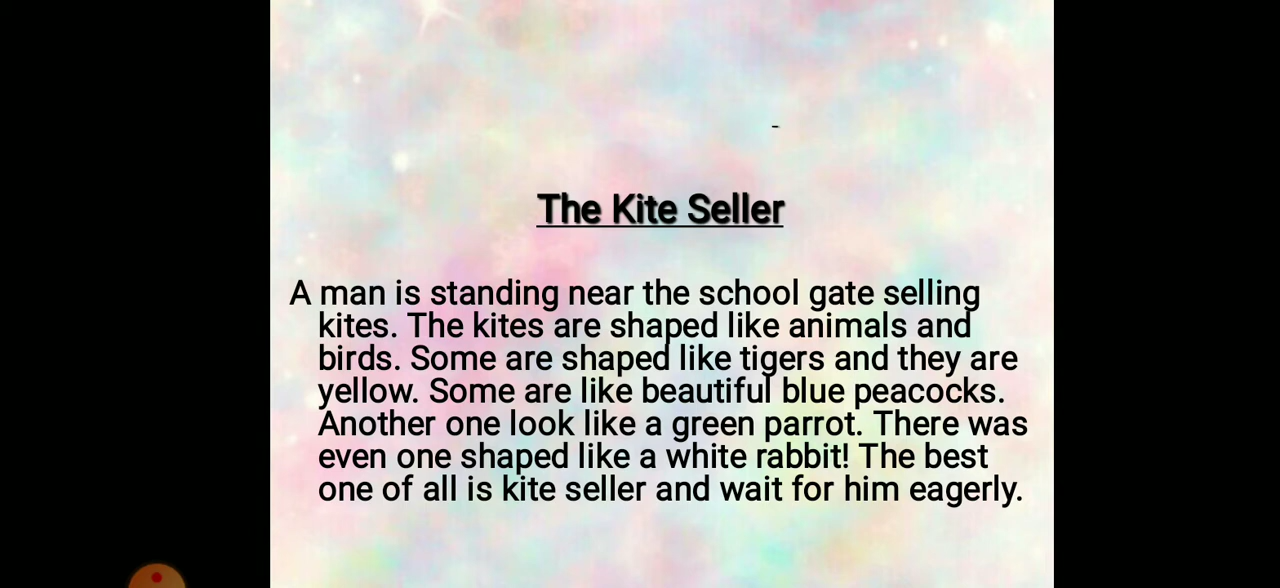 -
The Kite Seller
A man is standing near the school gate selling
kites. The kites are shaped like animals and
birds. Some are shaped like tigers and they are
yellow. Some are like beautiful blue peacocks.
Another one look like a green parrot. There was
even one shaped like a white rabbit! The best
one of all is kite seller and wait for him eagerly.